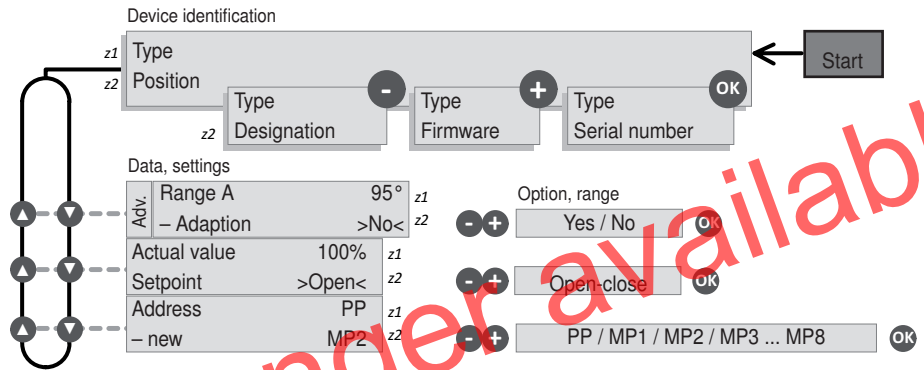 Device identification
z1 Type
z2 Position
Start
Type -
z2 Designation
Type +
Firmware
Type OK
Serial number
Data, settings
Adv.
Range A 95° z1
– Adaption >No< z2
Option, range
- + Yes / No OK
Actual value 100% z1
Setpoint >Open< z2
- + Open-close OK
Address PP z1
– new MP2 z2
- + PP / MP1 / MP2 / MP3 ... MP8 OK